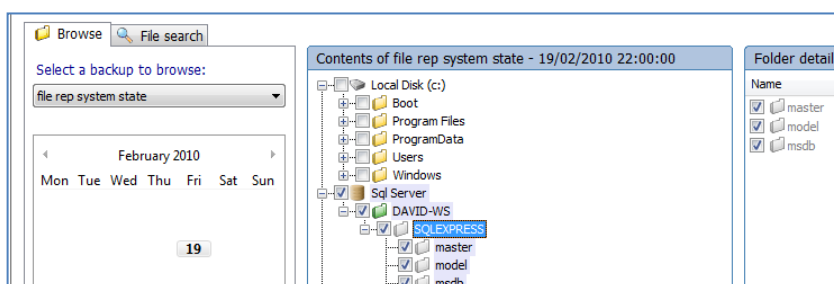 Browse
File search
Select a backup to browse:
file rep system state
February 2010
Mon Tue Wed Thu Fri Sat Sun
19
Contents of file rep system state - 19/02/2010 22:00:00
Local Disk (c:)
Boot
Program Files
ProgramData
Users
Windows
Sql Server
DAVID-WS
SQLEXPRESS
master
model
msdb
Folder detail
Name
master
model
msdb